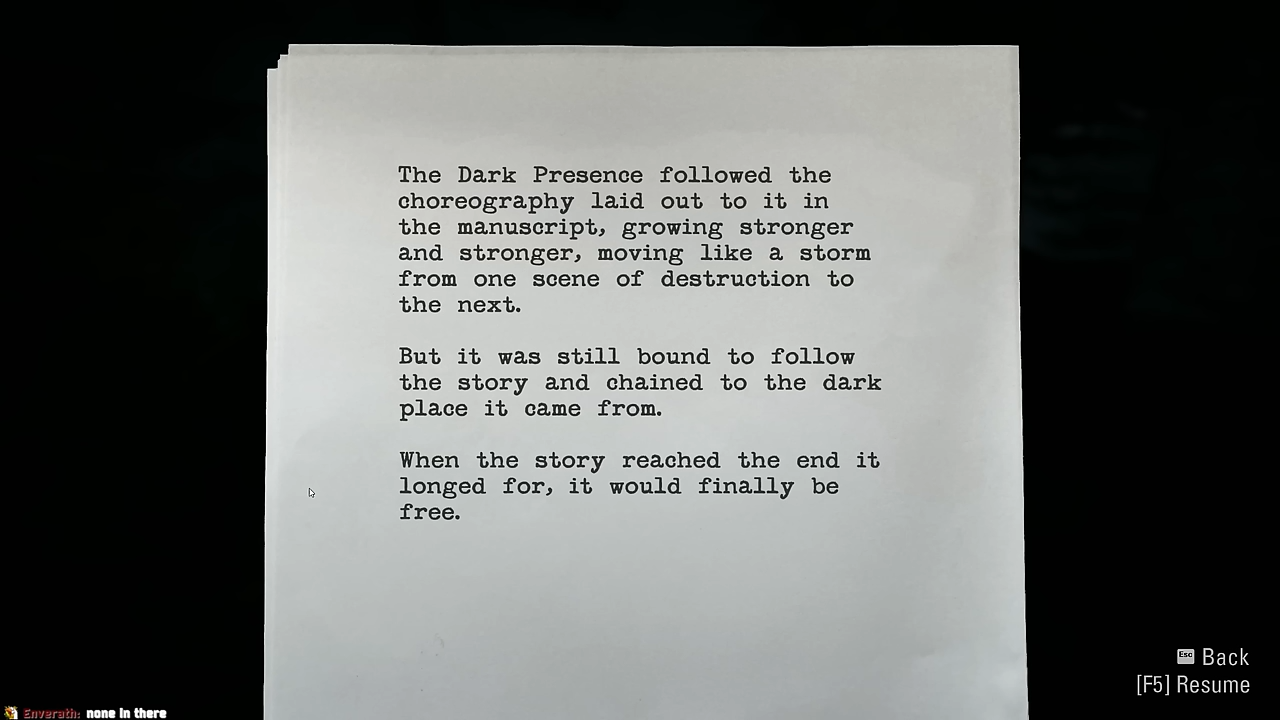 The Dark Presence followed the
choreography laid out to it in
the manuscript, growing stronger
and stronger, moving like a storm
from one scene of destruction to
the next.
But it was still bound to follow
the story and chained to the dark
place it came from.
When the story reached the end it
longed for, it would finally be
free.
Esc Back
[F5] Resume
Enverath: none in there